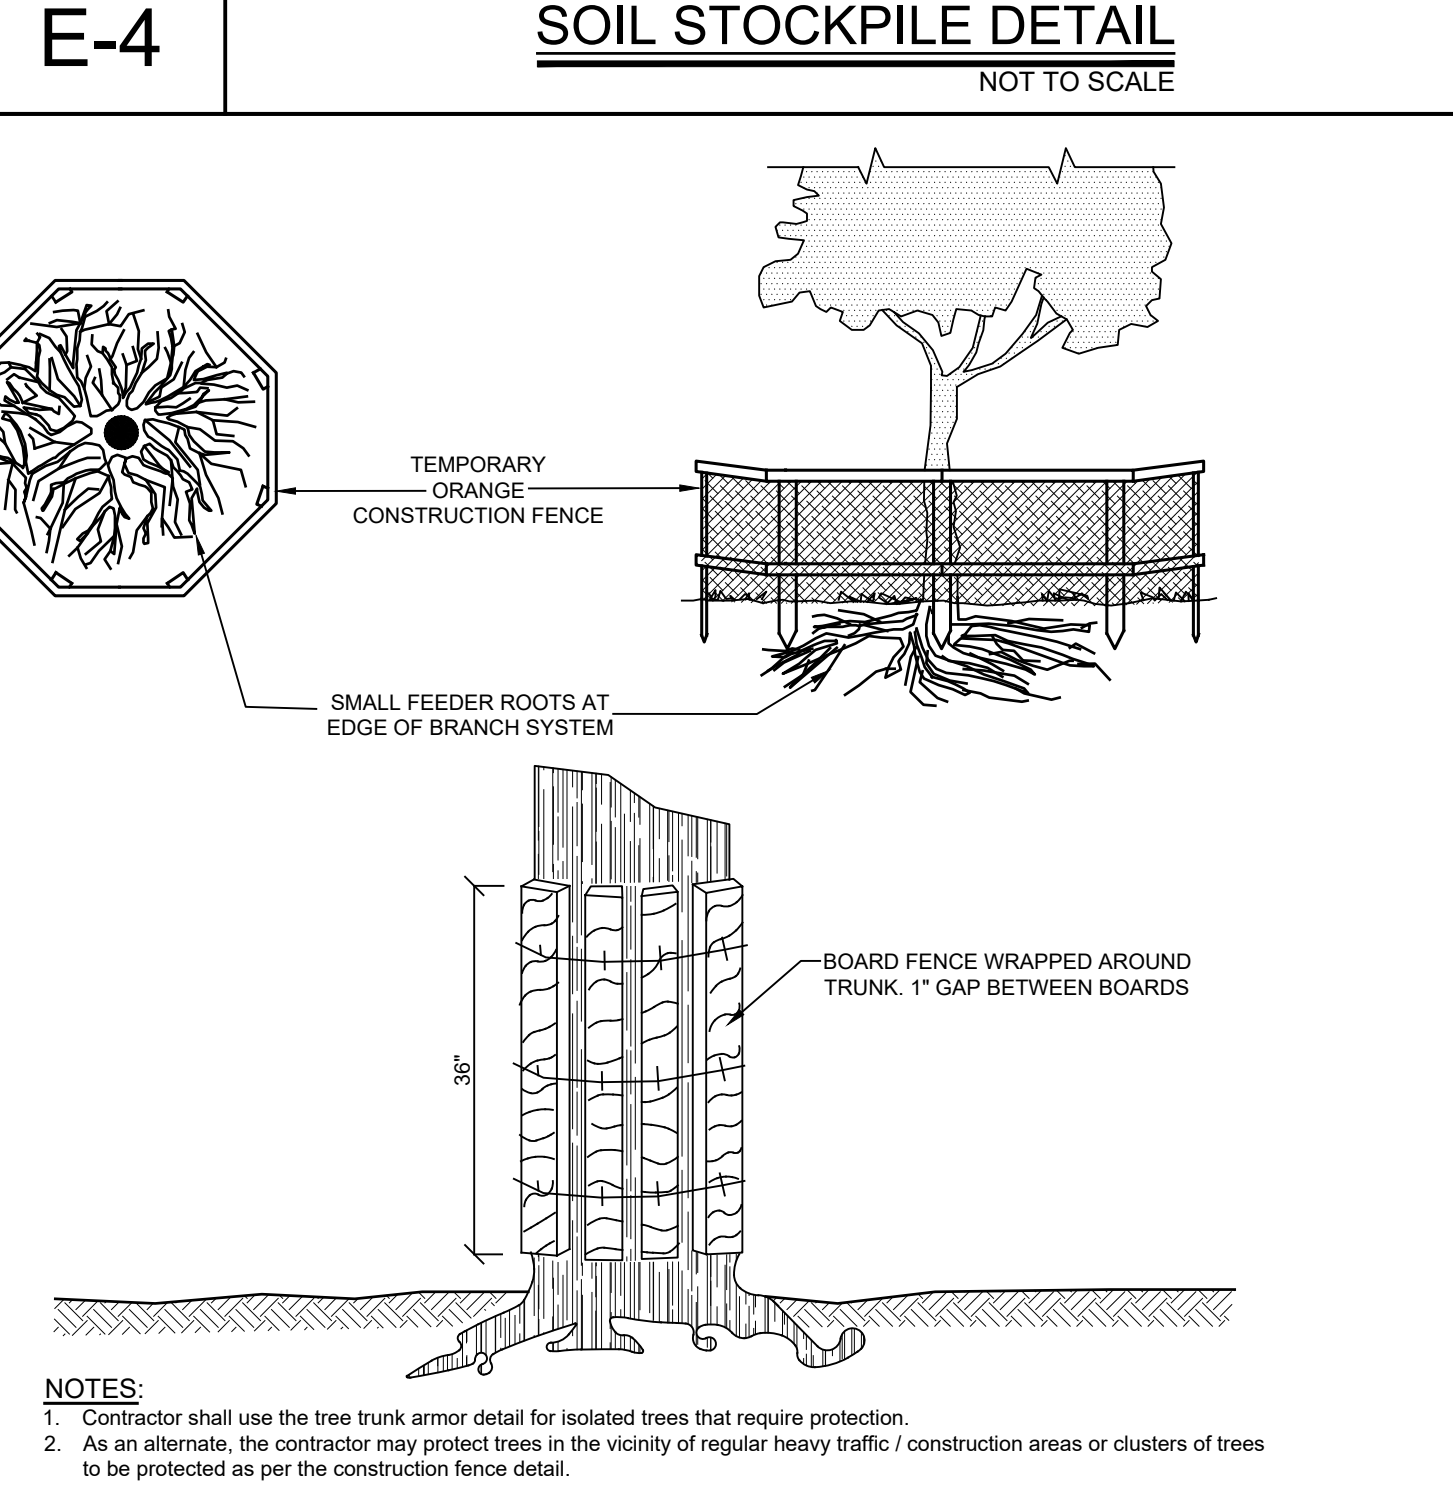 E-4
SOIL STOCKPILE DETAIL
NOT TO SCALE
TEMPORARY
ORANGE
CONSTRUCTION FENCE
SMALL FEEDER ROOTS AT
EDGE OF BRANCH SYSTEM
BOARD FENCE WRAPPED AROUND
TRUNK. 1" GAP BETWEEN BOARDS
36"
NOTES:
1. Contractor shall use the tree trunk armor detail for isolated trees that require protection.
2. As an alternate, the contractor may protect trees in the vicinity of regular heavy traffic / construction areas or clusters of trees
to be protected as per the construction fence detail.